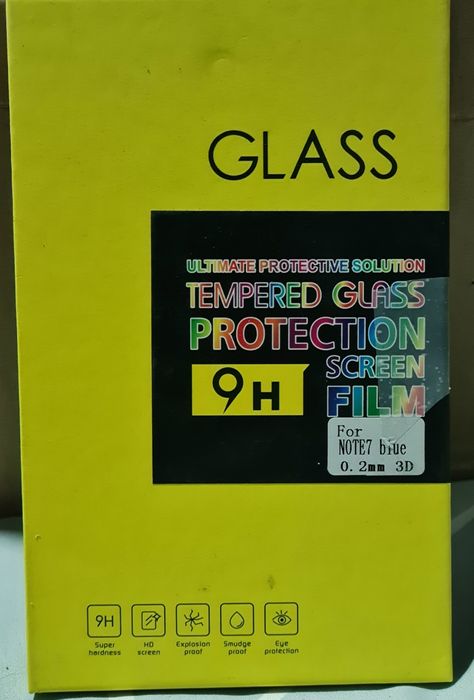 GLASS
ULTIMATE PROTECTIVE SOLUTION
TEMPERED GLASS
PROTECTION
9H SCREEN
FILM
For
NOTE7 blue
0.2mm 3D
9H
Super
hardness
HD
screen
Explosion
proof
Smudge
proof
Eye
protection